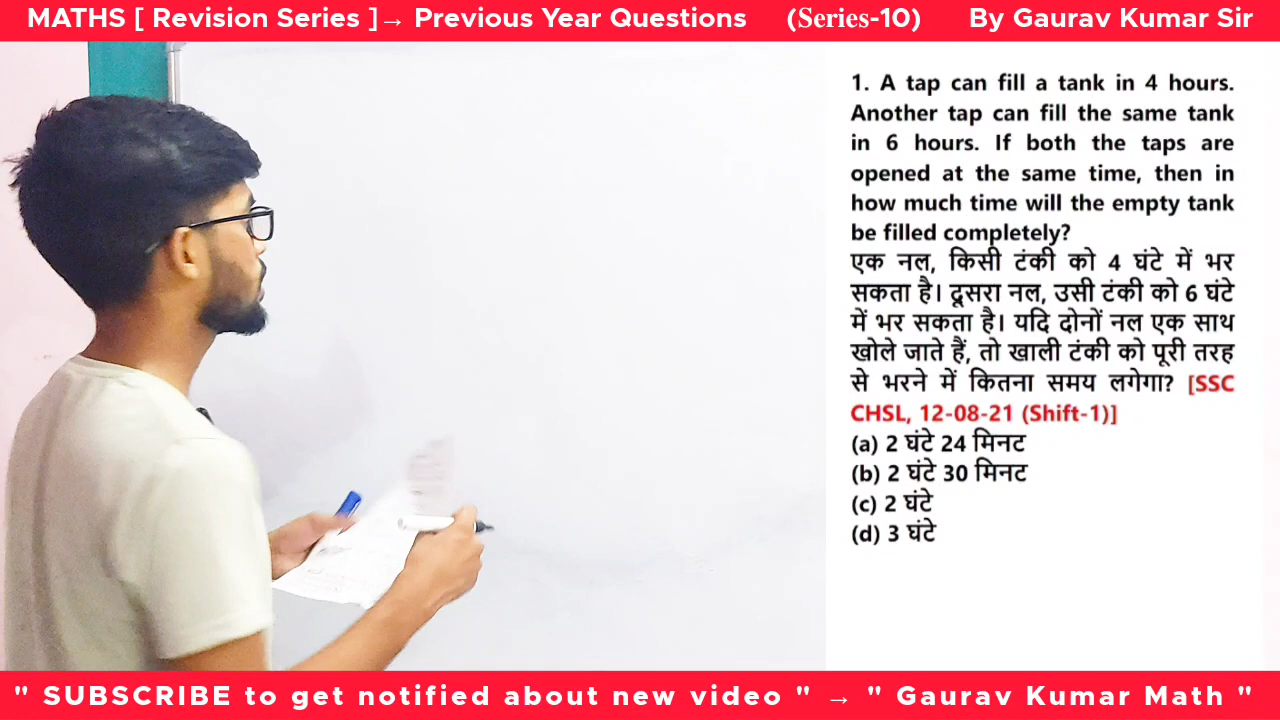 MATHS [ Revision Series ]→ Previous Year Questions (Series-10) By Gaurav Kumar Sir
1. A tap can fill a tank in 4 hours.
Another tap can fill the same tank
in 6 hours. If both the taps are
opened at the same time, then in
how much time will the empty tank
be filled completely?
एक नल, किसी टंकी को 4 घंटे में भर
सकता है। दूसरा नल, उसी टंकी को 6 घंटे
में भर सकता है। यदि दोनों नल एक साथ
खोले जाते हैं, तो खाली टंकी को पूरी तरह
से भरने में कितना समय लगेगा? [SSC
CHSL, 12-08-21 (Shift-1)]
(a) 2 घंटे 24 मिनट
(b) 2 घंटे 30 मिनट
(c) 2 घंटे
(d) 3 घंटे
" SUBSCRIBE to get notified about new video " → " Gaurav Kumar Math "